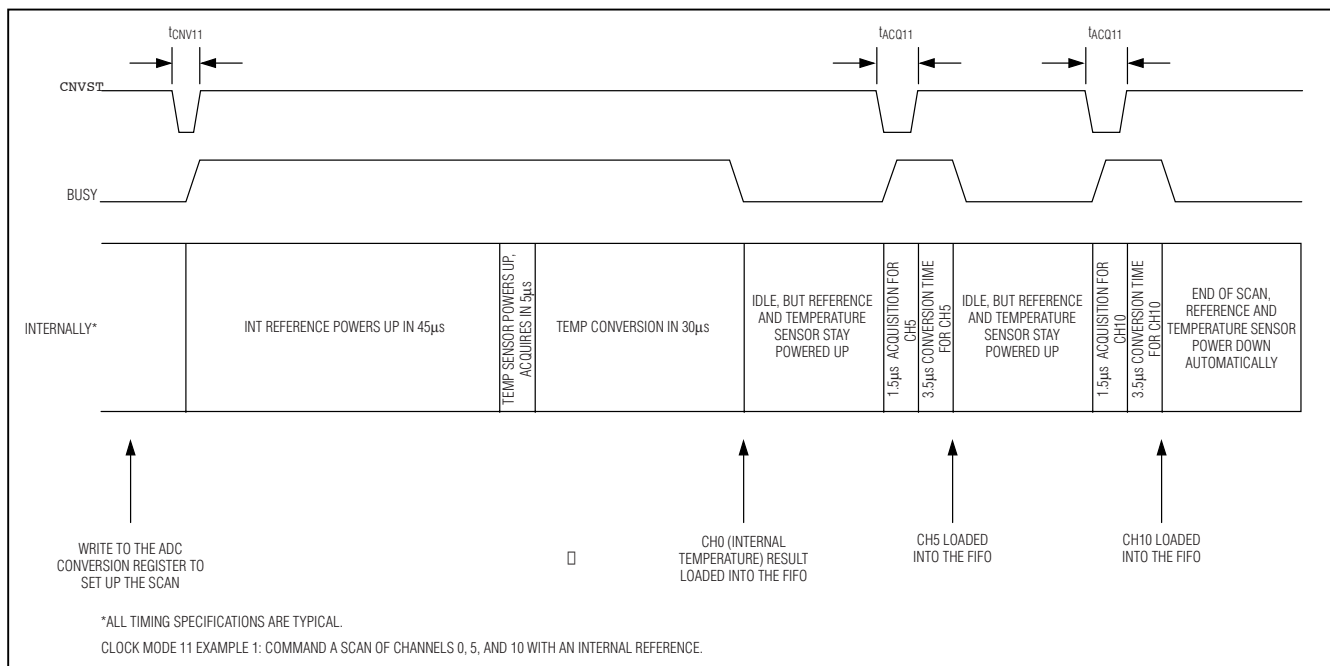 tCNV11
tACQ11
tACQ11
CNVST
BUSY
INTERNALLY*
INT REFERENCE POWERS UP IN 45µs
TEMP SENSOR POWERS UP,
ACQUIRES IN 5µs
TEMP CONVERSION IN 30µs
IDLE, BUT REFERENCE
AND TEMPERATURE
SENSOR STAY
POWERED UP
1.5µs ACQUISITION FOR
CH5
3.5µs CONVERSION TIME
FOR CH5
IDLE, BUT REFERENCE
AND TEMPERATURE
SENSOR STAY
POWERED UP
1.5µs ACQUISITION FOR
CH10
3.5µs CONVERSION TIME
FOR CH10
END OF SCAN,
REFERENCE AND
TEMPERATURE SENSOR
POWER DOWN
AUTOMATICALLY
WRITE TO THE ADC
CONVERSION REGISTER TO
SET UP THE SCAN
CH0 (INTERNAL
TEMPERATURE) RESULT
LOADED INTO THE FIFO
CH5 LOADED
INTO THE FIFO
CH10 LOADED
INTO THE FIFO
*ALL TIMING SPECIFICATIONS ARE TYPICAL.
CLOCK MODE 11 EXAMPLE 1: COMMAND A SCAN OF CHANNELS 0, 5, AND 10 WITH AN INTERNAL REFERENCE.